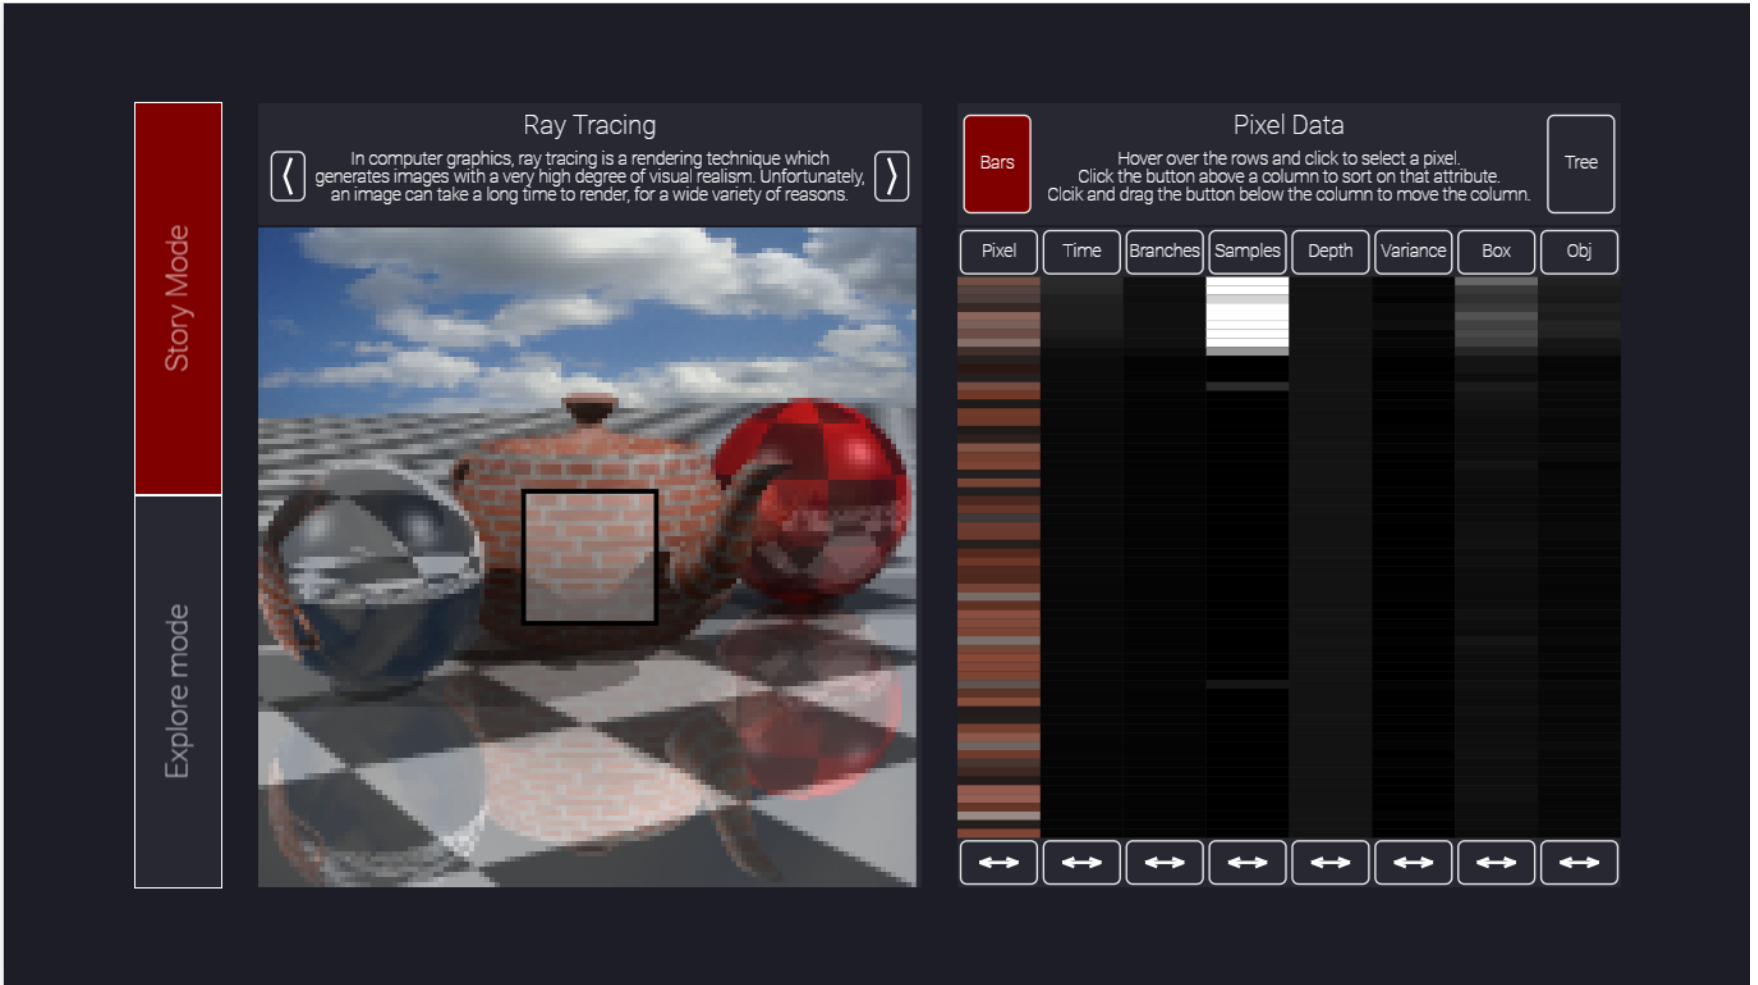 Story Mode
Explore mode
Ray Tracing
In computer graphics, ray tracing is a rendering technique which
generates images with a very high degree of visual realism. Unfortunately,
an image can take a long time to render, for a wide variety of reasons.
Bars
Pixel Data
Hover over the rows and click to select a pixel.
Click the button above a column to sort on that attribute.
Clcik and drag the button below the column to move the column.
Tree
Pixel Time Branches Samples Depth Variance Box Obj